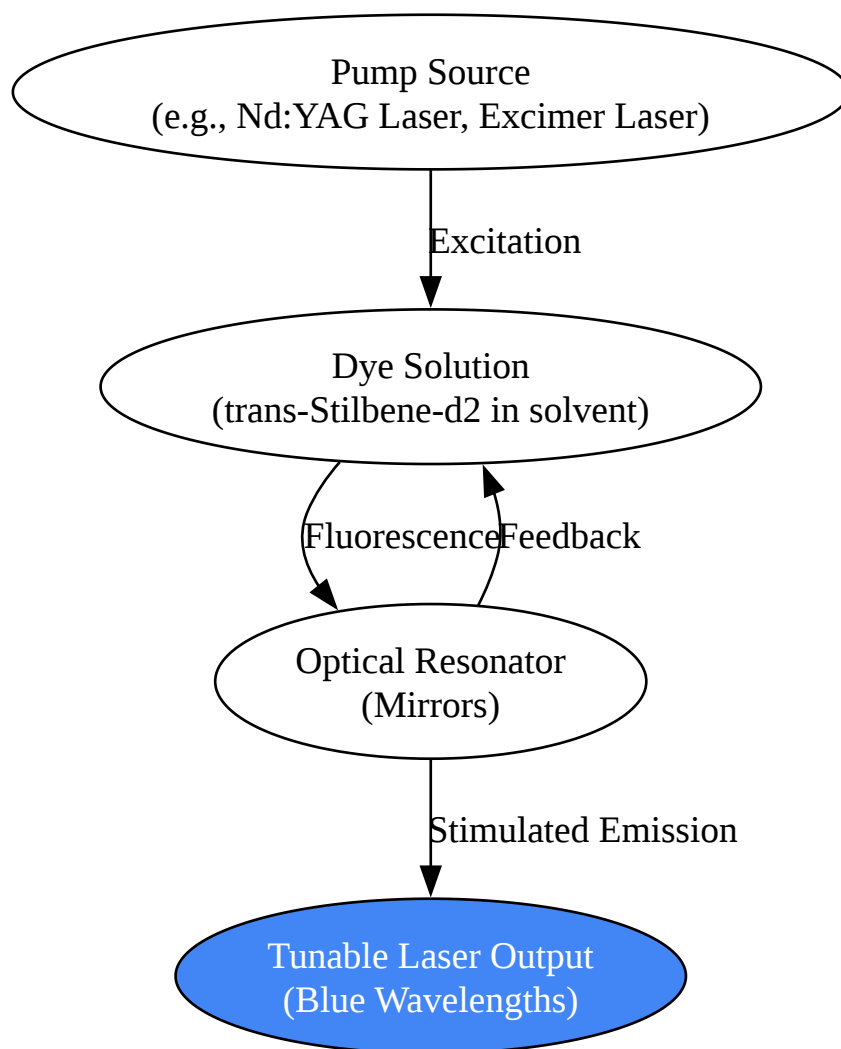 Pump Source
(e.g., Nd:YAG Laser, Excimer Laser)
Excitation
Dye Solution
(trans-Stilbene-d2 in solvent)
Fluorescence
Feedback
Optical Resonator
(Mirrors)
Stimulated Emission
Tunable Laser Output
(Blue Wavelengths)